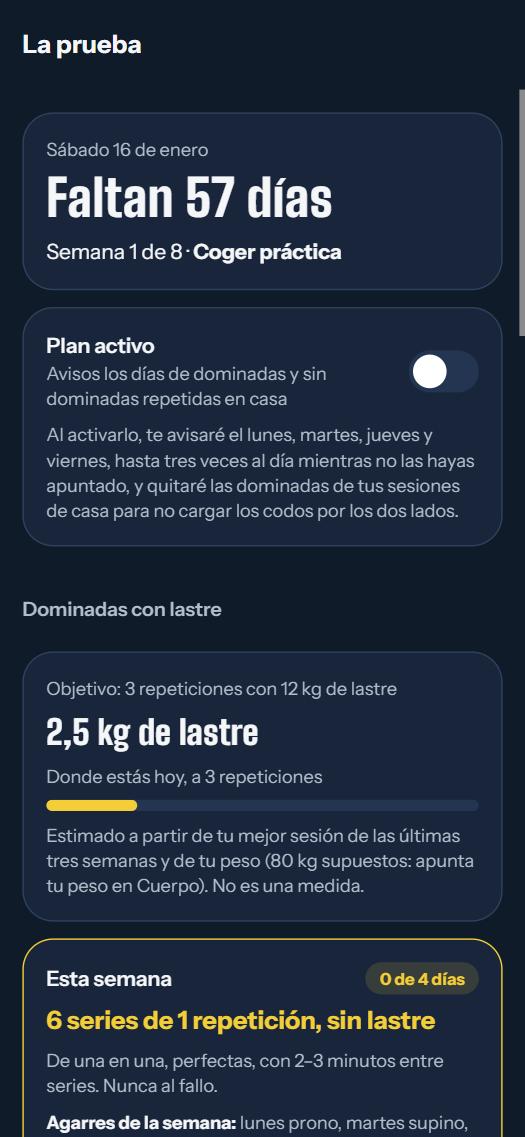 La prueba
Sábado 16 de enero
Faltan 57 días
Semana 1 de 8 · Coger práctica
Plan activo
Avisos los días de dominadas y sin
dominadas repetidas en casa
Al activarlo, te avisaré el lunes, martes, jueves y
viernes, hasta tres veces al día mientras no las hayas
apuntado, y quitaré las dominadas de tus sesiones
de casa para no cargar los codos por los dos lados.
Dominadas con lastre
Objetivo: 3 repeticiones con 12 kg de lastre
2,5 kg de lastre
Donde estás hoy, a 3 repeticiones
Estimado a partir de tu mejor sesión de las últimas
tres semanas y de tu peso (80 kg supuestos: apunta
tu peso en Cuerpo). No es una medida.
Esta semana
0 de 4 días
6 series de 1 repetición, sin lastre
De una en una, perfectas, con 2–3 minutos entre
series. Nunca al fallo.
Agarres de la semana: lunes prono, martes supino,